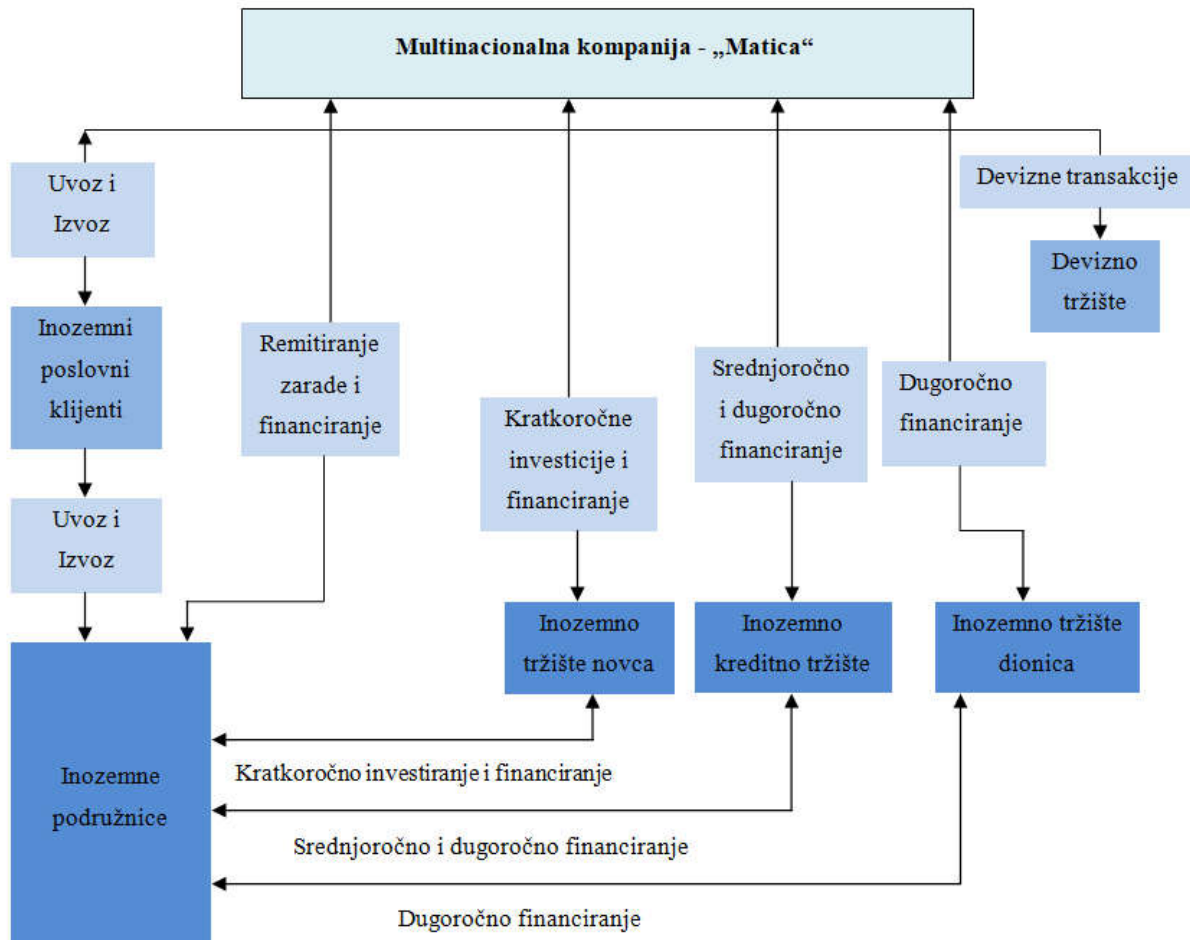 Multinacionalna kompanija - „Matica“
Uvoz i
Izvoz
Devizne transakcije
Devizno
tržište
Inozemni
poslovni
klijenti
Remitiranje
zarade i
financiranje
Kratkoročne
investicije i
financiranje
Srednjoročno
i dugoročno
financiranje
Dugoročno
financiranje
Uvoz i
Izvoz
Inozemno
tržište novca
Inozemno
kreditno tržište
Inozemno tržište
dionica
Inozemne
podružnice
Kratkoročno investiranje i financiranje
Srednjoročno i dugoročno financiranje
Dugoročno financiranje